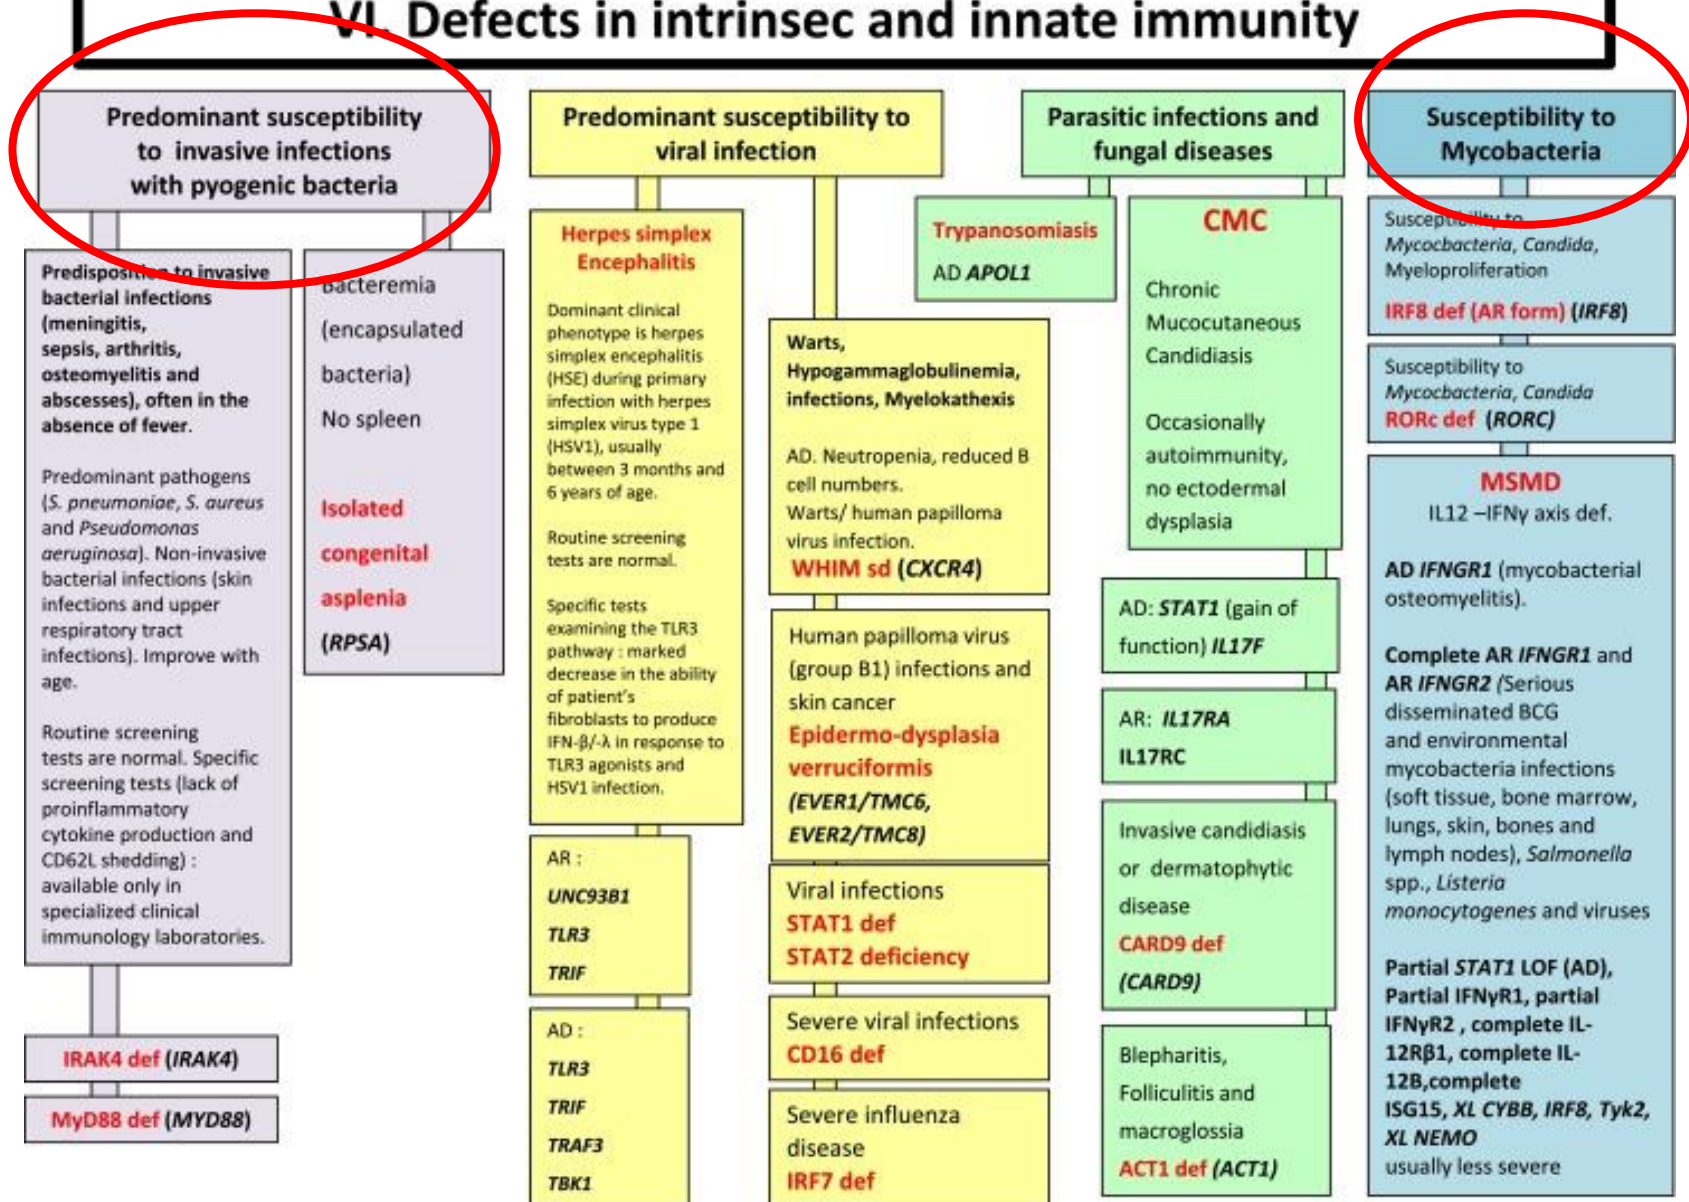 VI. Defects in intrinsec and innate immunity
Predominant susceptibility
to invasive infections
with pyogenic bacteria
Predisposition to invasive
bacterial infections
(meningitis,
sepsis, arthritis,
osteomyelitis and
abscesses), often in the
absence of fever.
Predominant pathogens
(S. pneumoniae, S. aureus
and Pseudomonas
aeruginosa). Non-invasive
bacterial infections (skin
infections and upper
respiratory tract
infections). Improve with
age.
Routine screening
tests are normal. Specific
screening tests (lack of
proinflammatory
cytokine production and
CD62L shedding) :
available only in
specialized clinical
immunology laboratories.
IRAK4 def (IRAK4)
MyD88 def (MYD88)
Bacteremia
(encapsulated
bacteria)
No spleen
Isolated
congenital
asplenia
(RPSA)
Predominant susceptibility to
viral infection
Herpes simplex
Encephalitis
Dominant clinical
phenotype is herpes
simplex encephalitis
(HSE) during primary
infection with herpes
simplex virus type 1
(HSV1), usually
between 3 months and
6 years of age.
Routine screening
tests are normal.
Specific tests
examining the TLR3
pathway : marked
decrease in the ability
of patient's
fibroblasts to produce
IFN-β/-λ in response to
TLR3 agonists and
HSV1 infection.
AR :
UNC93B1
TLR3
TRIF
AD :
TLR3
TRIF
TRAF3
TBK1
Warts,
Hypogammaglobulinemia,
infections, Myelokathexis
AD. Neutropenia, reduced B
cell numbers.
Warts/ human papilloma
virus infection.
WHIM sd (CXCR4)
Human papilloma virus
(group B1) infections and
skin cancer
Epidermo-dysplasia
verruciformis
(EVER1/TMC6,
EVER2/TMC8)
Viral infections
STAT1 def
STAT2 deficiency
Severe viral infections
CD16 def
Severe influenza
disease
IRF7 def
Parasitic infections and
fungal diseases
Trypanosomiasis
AD APOL1
CMC
Chronic
Mucocutaneous
Candidiasis
Occasionally
autoimmunity,
no ectodermal
dysplasia
AD: STAT1 (gain of
function) IL17F
AR: IL17RA
IL17RC
Invasive candidiasis
or dermatophytic
disease
CARD9 def
(CARD9)
Blepharitis,
Folliculitis and
macroglossia
ACT1 def (ACT1)
Susceptibility to
Mycobacteria
Susceptibility to
Mycocbacteria, Candida,
Myeloproliferation
IRF8 def (AR form) (IRF8)
Susceptibility to
Mycocbacteria, Candida
RORc def (RORC)
MSMD
IL12 –IFNγ axis def.
AD IFNGR1 (mycobacterial
osteomyelitis).
Complete AR IFNGR1 and
AR IFNGR2 (Serious
disseminated BCG
and environmental
mycobacteria infections
(soft tissue, bone marrow,
lungs, skin, bones and
lymph nodes), Salmonella
spp., Listeria
monocytogenes and viruses
Partial STAT1 LOF (AD),
Partial IFNγR1, partial
IFNγR2 , complete IL-
12Rβ1, complete IL-
12B,complete
ISG15, XL CYBB, IRF8, Tyk2,
XL NEMO
usually less severe